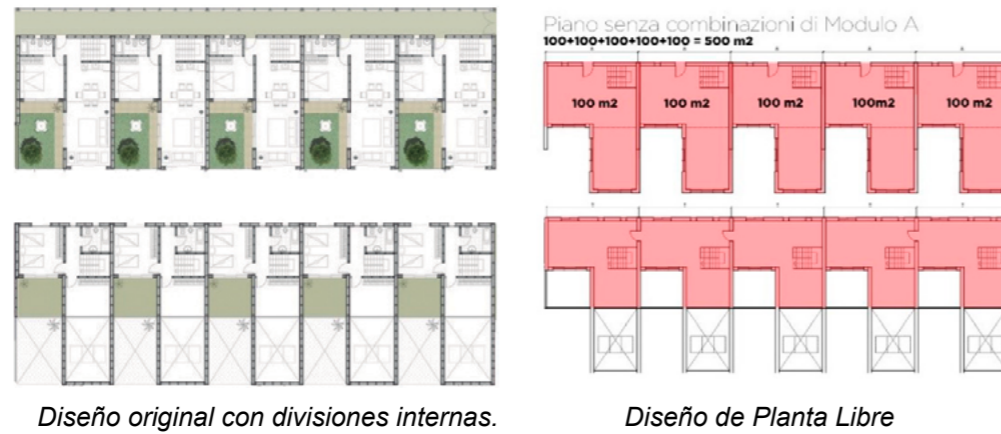 Piano senza combinazioni di Modulo A
100+100+100+100+100 = 500 m2
100 m2
100 m2
100 m2
100m2
100 m2
Diseño original con divisiones internas.
Diseño de Planta Libre